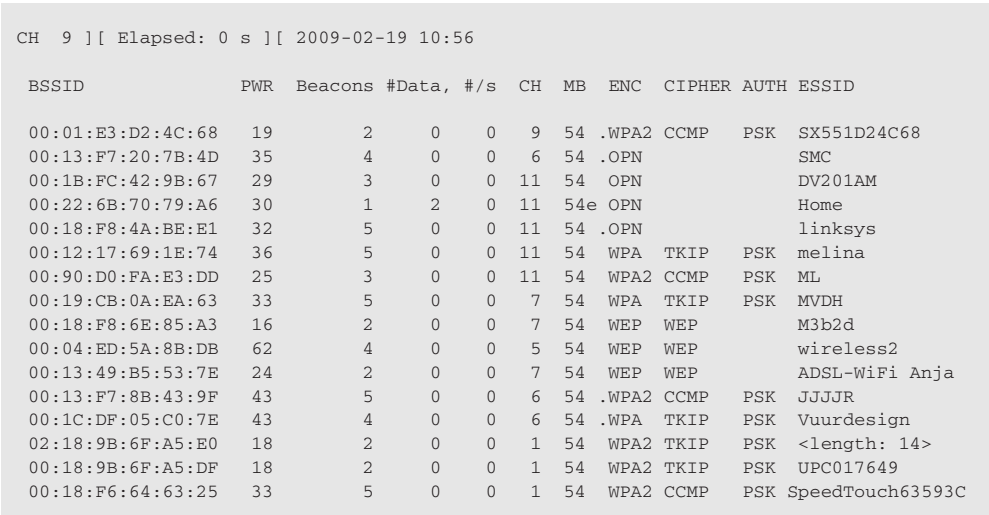 CH  9 ][ Elapsed: 0 s ][ 2009-02-19 10:56
BSSID              PWR  Beacons #Data, #/s  CH  MB  ENC  CIPHER AUTH ESSID
00:01:E3:D2:4C:68  19         2     0    0   9  54 .WPA2 CCMP   PSK  SX551D24C68
00:13:F7:20:7B:4D  35         4     0    0   6  54 .OPN              SMC
00:1B:FC:42:9B:67  29         3     0    0  11  54  OPN              DV201AM
00:22:6B:70:79:A6  30         1     2    0  11  54e OPN              Home
00:18:F8:4A:BE:E1  32         5     0    0  11  54 .OPN              linksys
00:12:17:69:1E:74  36         5     0    0  11  54  WPA  TKIP   PSK  melina
00:90:D0:FA:E3:DD  25         3     0    0  11  54  WPA2 CCMP   PSK  ML
00:19:CB:0A:EA:63  33         5     0    0   7  54  WPA  TKIP   PSK  MVDH
00:18:F8:6E:85:A3  16         2     0    0   7  54  WEP  WEP         M3b2d
00:04:ED:5A:8B:DB  62         4     0    0   5  54  WEP  WEP         wireless2
00:13:49:B5:53:7E  24         2     0    0   7  54  WEP  WEP         ADSL-WiFi Anja
00:13:F7:8B:43:9F  43         5     0    0   6  54 .WPA2 CCMP   PSK  JJJJR
00:1C:DF:05:C0:7E  43         4     0    0   6  54 .WPA  TKIP   PSK  Vuurdesign
02:18:9B:6F:A5:E0  18         2     0    0   1  54  WPA2 TKIP   PSK  <length: 14>
00:18:9B:6F:A5:DF  18         2     0    0   1  54  WPA2 TKIP   PSK  UPC017649
00:18:F6:64:63:25  33         5     0    0   1  54  WPA2 CCMP   PSK SpeedTouch63593C